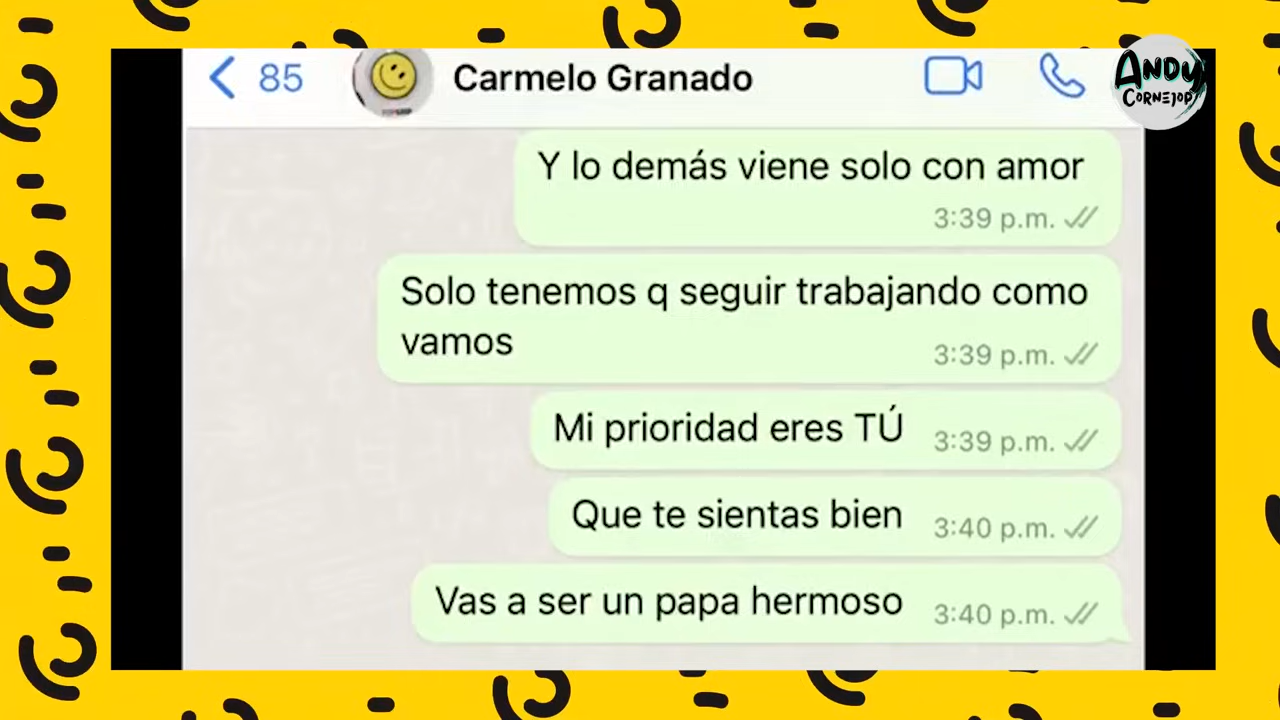 85 Carmelo Granado
ANDY
CORNEJOP
Y lo demás viene solo con amor
3:39 p.m.
Solo tenemos q seguir trabajando como
vamos
3:39 p.m.
Mi prioridad eres TÚ 3:39 p.m.
Que te sientas bien 3:40 p.m.
Vas a ser un papa hermoso 3:40 p.m.